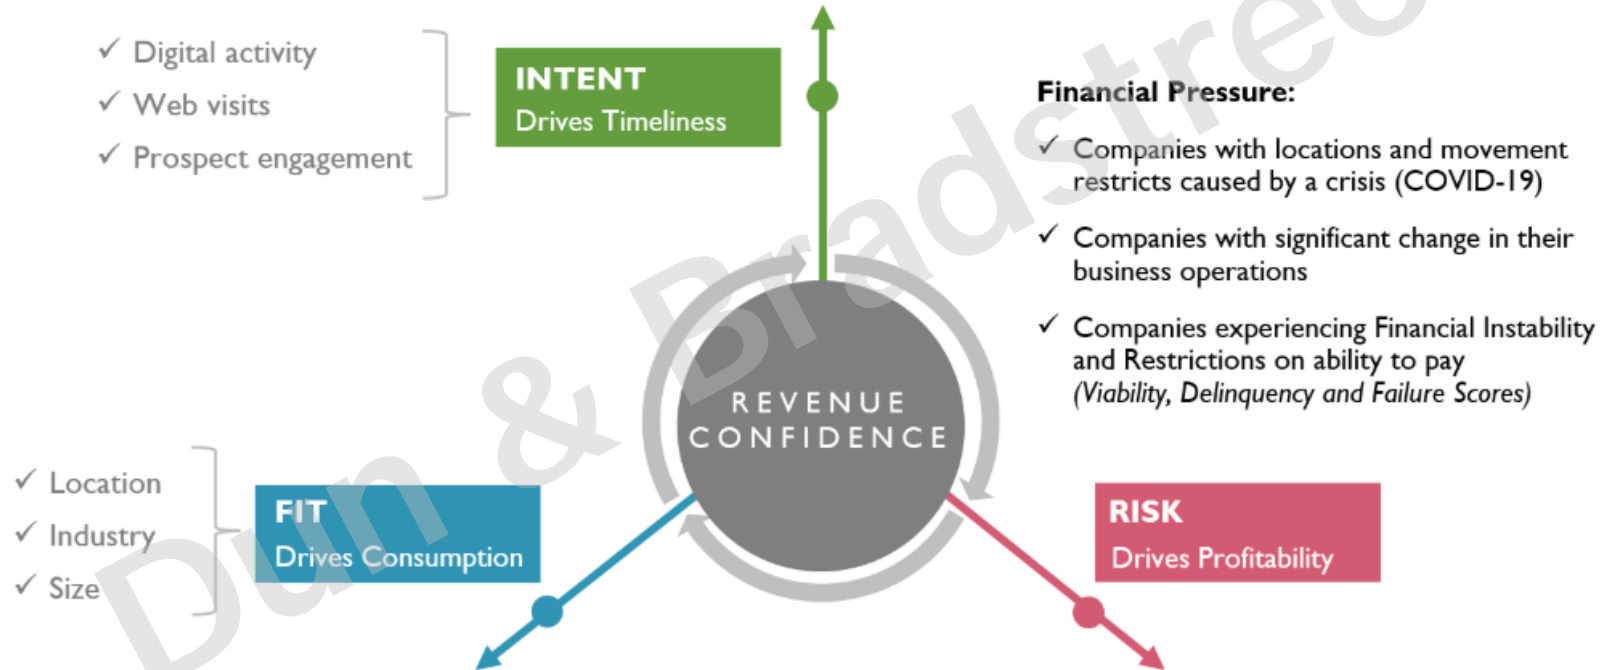 ✓ Digital activity
✓ Web visits
✓ Prospect engagement
INTENT
Drives Timeliness
Financial Pressure:
✓ Companies with locations and movement
restricts caused by a crisis (COVID-19)
✓ Companies with significant change in their
business operations
✓ Companies experiencing Financial Instability
and Restrictions on ability to pay
(Viability, Delinquency and Failure Scores)
REVENUE
CONFIDENCE
✓ Location
✓ Industry
✓ Size
FIT
Drives Consumption
RISK
Drives Profitability
Dun & Bradstree